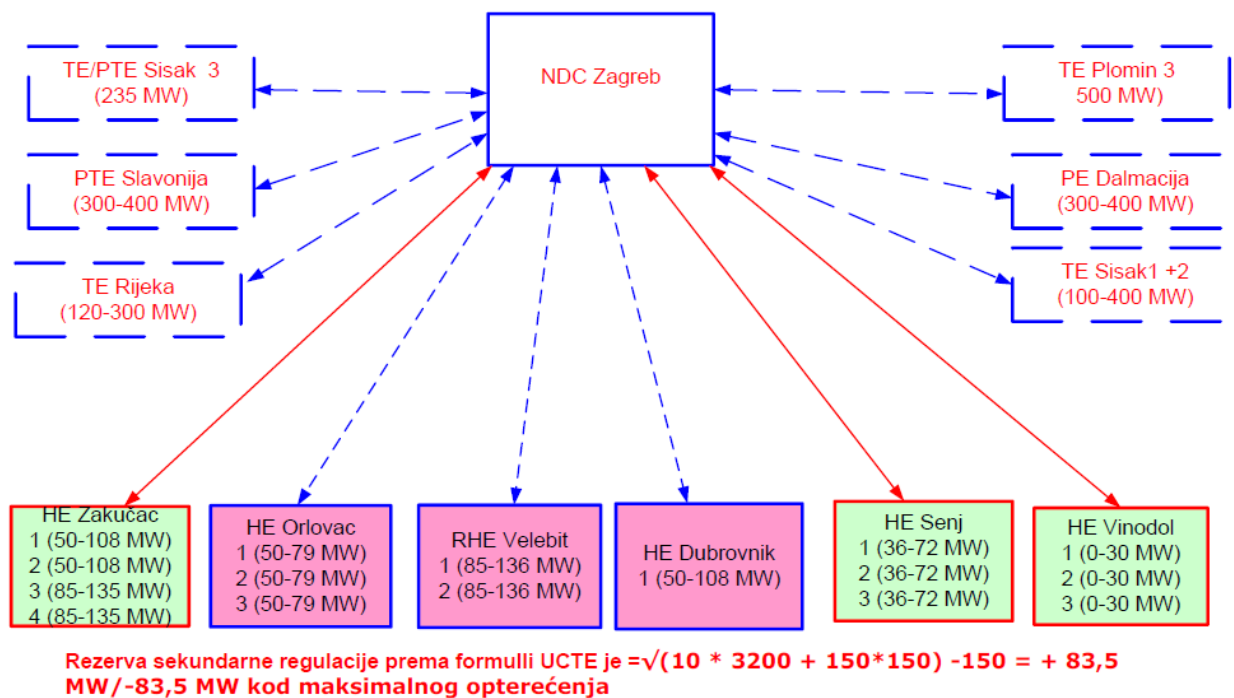 NDC Zagreb
TE/PTE Sisak 3
(235 MW)
PTE Slavonija
(300-400 MW)
TE Rijeka
(120-300 MW)
TE Plomin 3
500 MW)
PE Dalmacija
(300-400 MW)
TE Sisak1 +2
(100-400 MW)
HE Zakučac
1 (50-108 MW)
2 (50-108 MW)
3 (85-135 MW)
4 (85-135 MW)
HE Orlovac
1 (50-79 MW)
2 (50-79 MW)
3 (50-79 MW)
RHE Velebit
1 (85-136 MW)
2 (85-136 MW)
HE Dubrovnik
1 (50-108 MW)
HE Senj
1 (36-72 MW)
2 (36-72 MW)
3 (36-72 MW)
HE Vinodol
1 (0-30 MW)
2 (0-30 MW)
3 (0-30 MW)
Rezerva sekundarne regulacije prema formulli UCTE je =√(10 * 3200 + 150*150) -150 = + 83,5
MW/-83,5 MW kod maksimalnog opterećenja